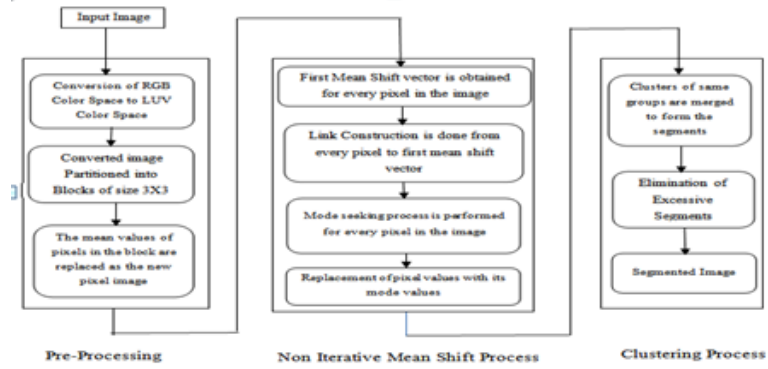 Input Image
Conversion of RGB
Color Space to LUV
Color Space
Converted image
Partitioned into
Blocks of size 3X3
The mean values of
pixels in the block are
replaced as the new
pixel image
Pre-Processing
First Mean Shift vector is obtained
for every pixel in the image
Link Construction is done from
every pixel to first mean shift
vector
Mode seeking process is performed
for every pixel in the image
Replacement of pixel values with its
mode values
Non Iterative Mean Shift Process
Clusters of same
groups are merged
to form the
segments
Elimination of
Excessive
Segments
Segmented Image
Clustering Process